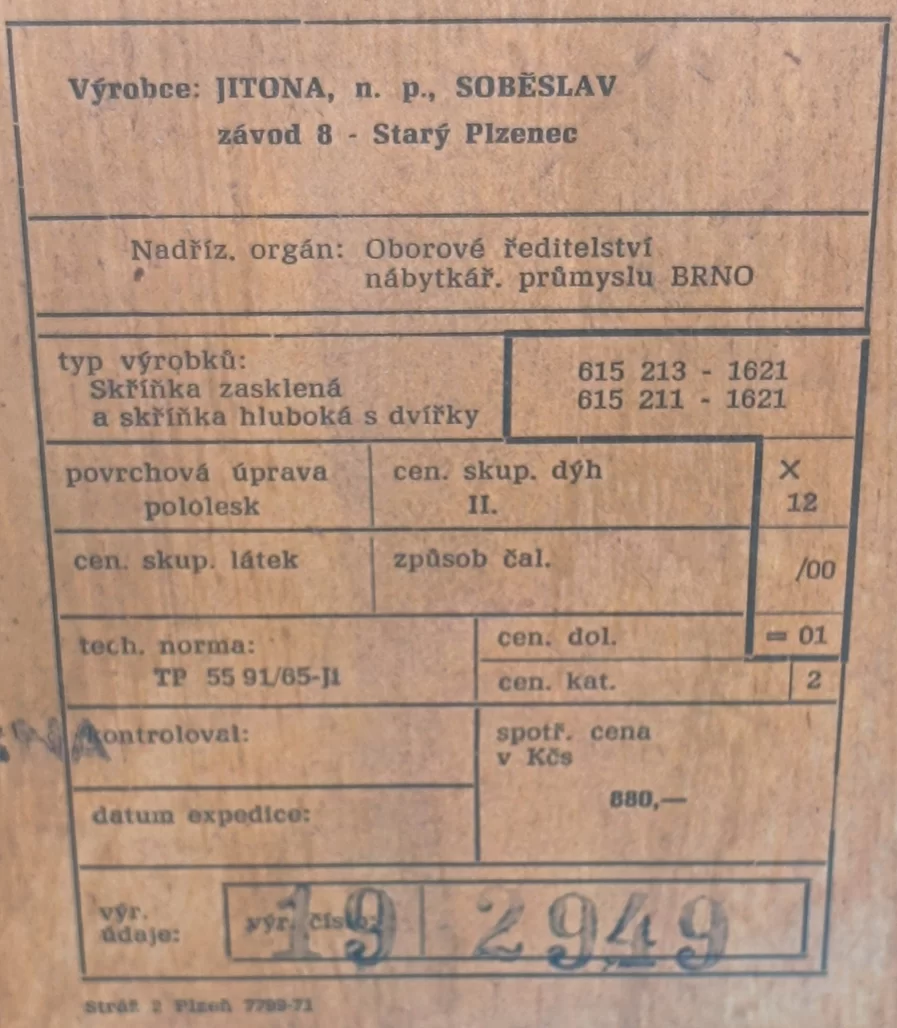 Výrobce: JITONA, n. p., SOBĚSLAV
závod 8 - Starý Plzenec
Nadříz. orgán: Oborové ředitelství
nábytkář. průmyslu BRNO
typ výrobků:
Skříňka zasklená
a skříňka hluboká s dvířky
615 213 - 1621
615 211 - 1621
povrchová úprava
pololesk
cen. skup. dýh
II.
X
12
cen. skup. látek
způsob čal.
/00
tech. norma:
TP 55 91/65-J1
cen. dol.
= 01
cen. kat.
2
kontroloval:
spotř. cena
v Kčs
880,—
datum expedice:
výr.
údaje:
výr. číslo:
19 2949
Stráž 2 Plzeň 7799-71